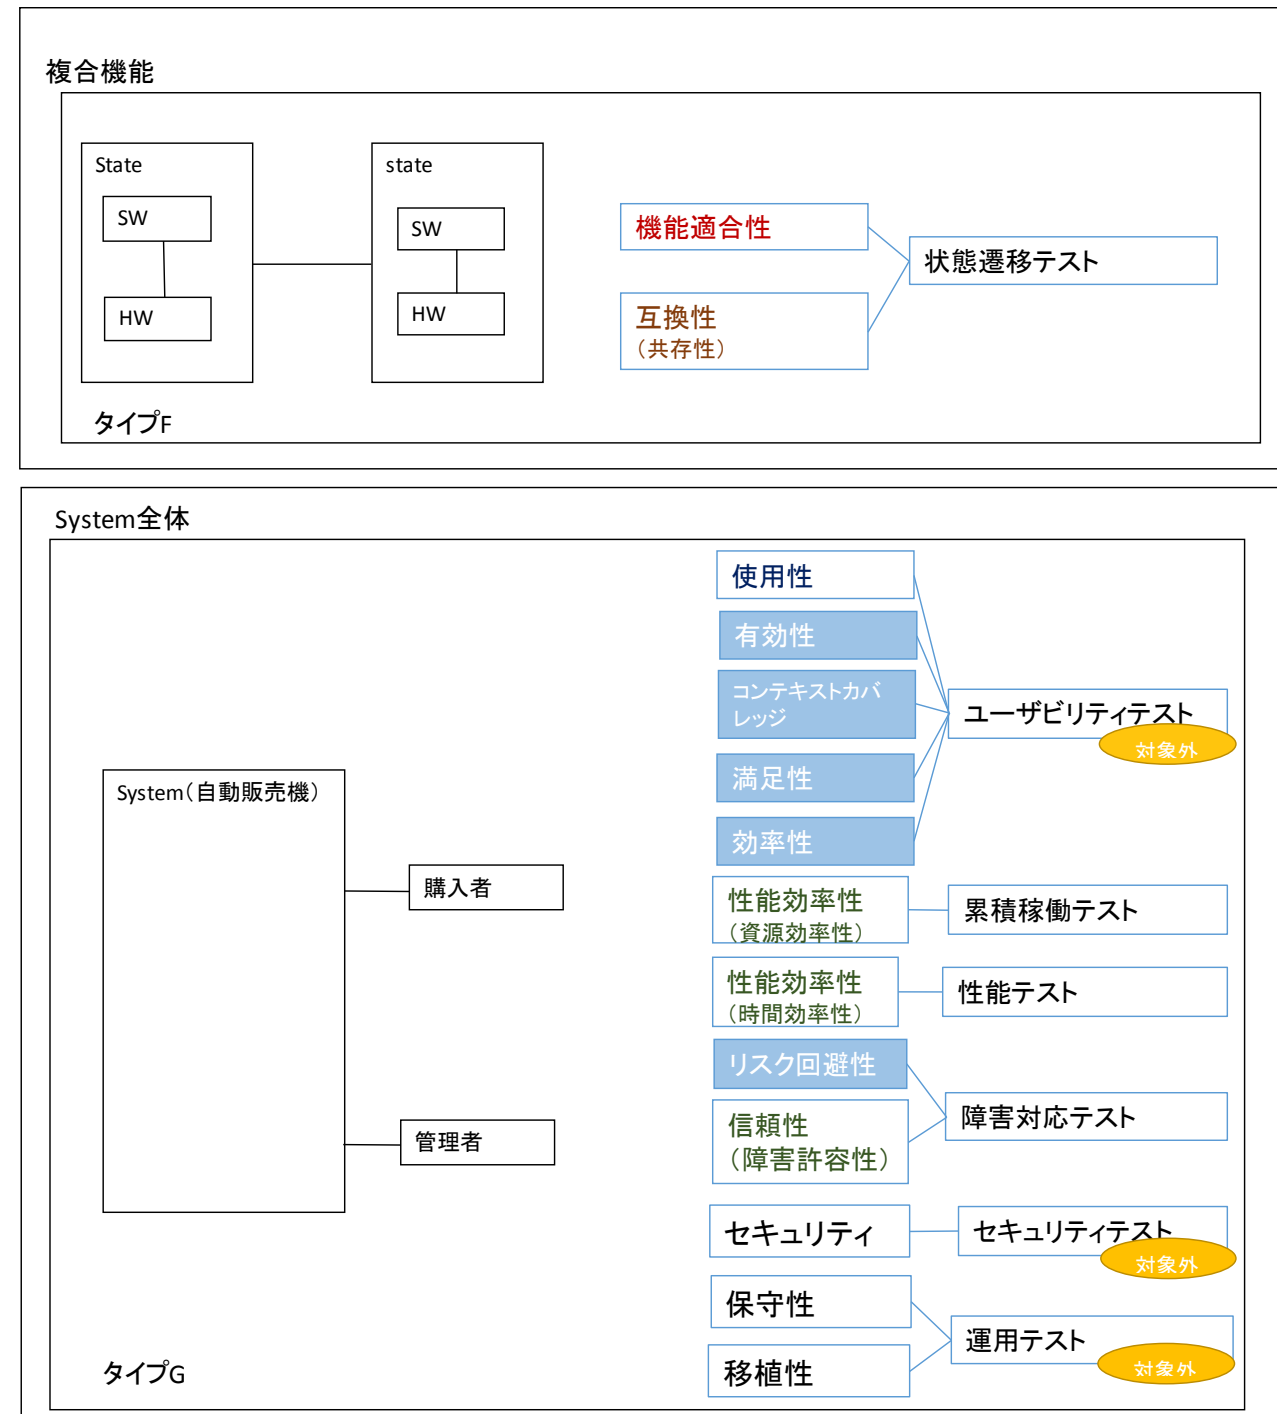 複合機能
State
SW
HW
state
SW
HW
機能適合性
互換性
（共存性）
状態遷移テスト
タイプF
System全体
System（自動販売機）
購入者
管理者
使用性
有効性
コンテキストカバ
レッジ
満足性
効率性
ユーザビリティテスト
対象外
性能効率性
（資源効率性）
累積稼働テスト
性能効率性
（時間効率性）
性能テスト
リスク回避性
信頼性
（障害許容性）
障害対応テスト
セキュリティ
セキュリティテスト
対象外
保守性
移植性
運用テスト
対象外
タイプG